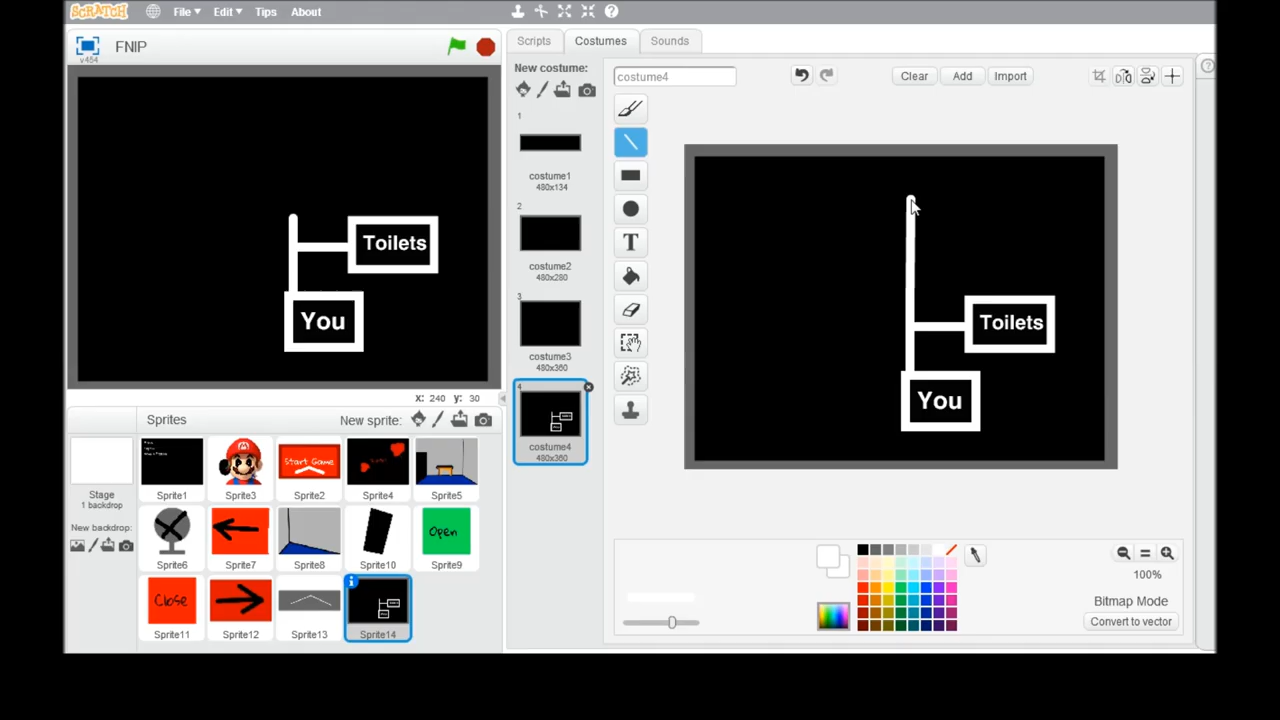 SCRATCH File Edit Tips About
v454
FNIP
Scripts Costumes Sounds
New costume:
costume4
Clear Add Import
1
costume1
480x134
2
costume2
480x280
3
costume3
480x360
4
costume4
480x360
Toilets
You
Toilets
You
x: 240 y: 30
Sprites New sprite:
Stage
1 backdrop
New backdrop:
Sprite1
Sprite3
Start Game
Sprite2
Sprite4
Sprite5
Sprite6
Sprite7
Sprite8
Sprite10
Open
Sprite9
Close
Sprite11
Sprite12
Sprite13
Sprite14
100%
Bitmap Mode
Convert to vector